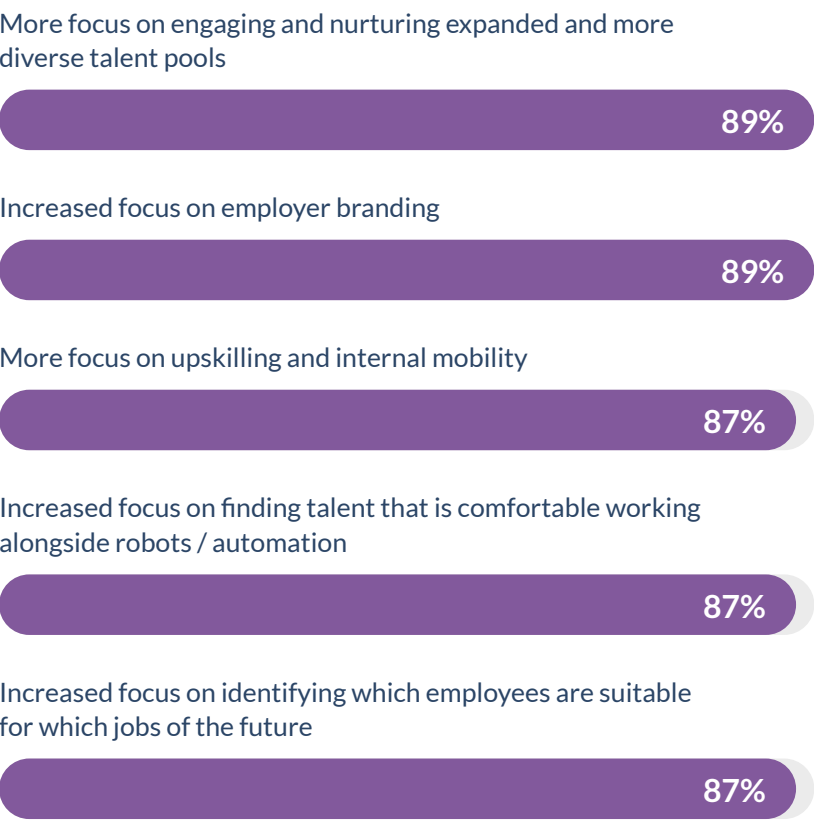 More focus on engaging and nurturing expanded and more
diverse talent pools
89%
Increased focus on employer branding
89%
More focus on upskilling and internal mobility
87%
Increased focus on finding talent that is comfortable working
alongside robots / automation
87%
Increased focus on identifying which employees are suitable
for which jobs of the future
87%